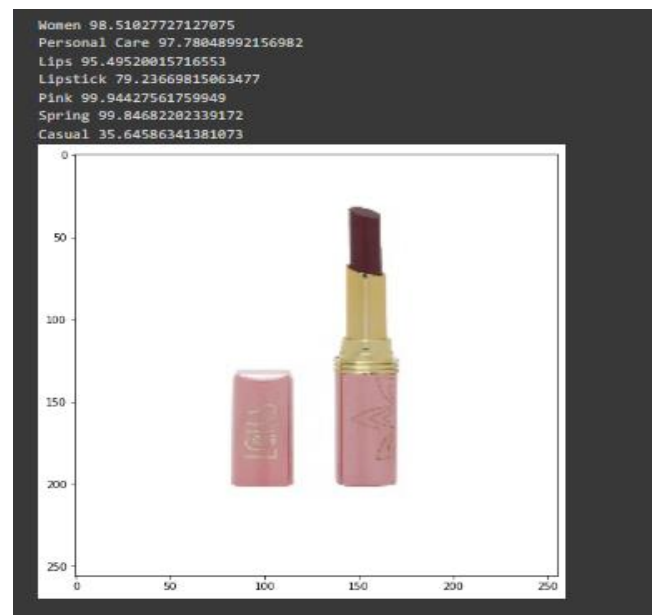 Women 98.51027727127075
Personal Care 97.78048992156982
Lips 95.49520015716553
Lipstick 79.23669815063477
Pink 99.94427561759949
Spring 99.84682202339172
Casual 35.64586341381073
0
50
100
150
200
250
0 50 100 150 200 250